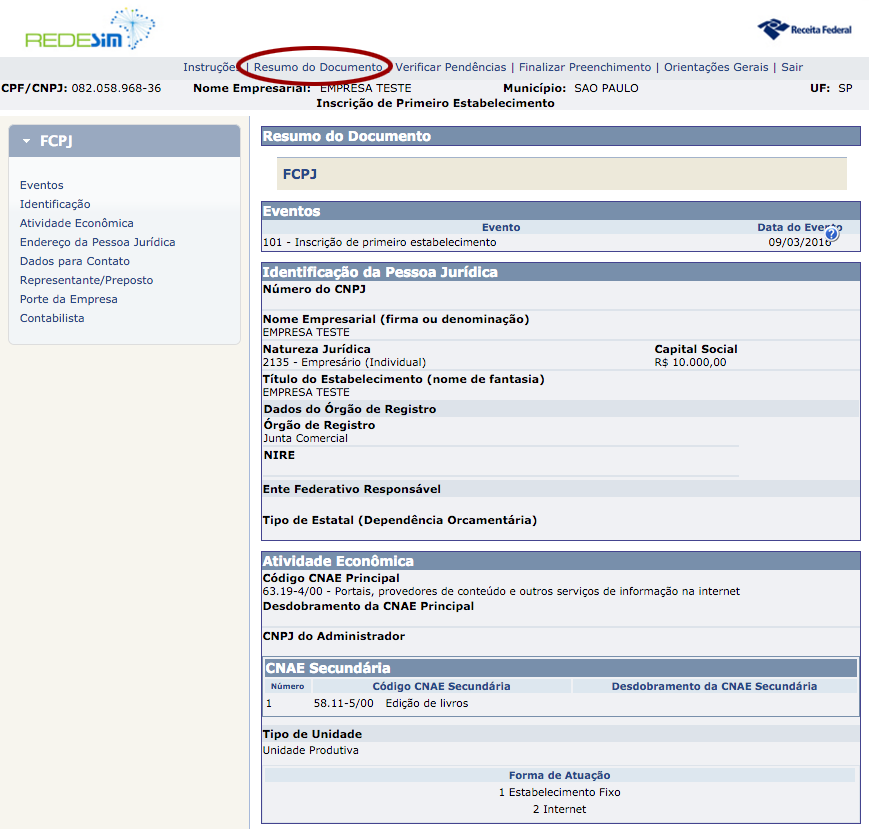 REDESIM
Receita Federal
Instruções | Resumo do Documento | Verificar Pendências | Finalizar Preenchimento | Orientações Gerais | Sair
CPF/CNPJ: 082.058.968-36 Nome Empresarial: EMPRESA TESTE Município: SAO PAULO UF: SP
Inscrição de Primeiro Estabelecimento
FCPJ
Eventos
Identificação
Atividade Econômica
Endereço da Pessoa Jurídica
Dados para Contato
Representante/Preposto
Porte da Empresa
Contabilista
Resumo do Documento
FCPJ
Eventos
Evento Data do Evento
101 - Inscrição de primeiro estabelecimento 09/03/2016
Identificação da Pessoa Jurídica
Número do CNPJ
Nome Empresarial (firma ou denominação)
EMPRESA TESTE
Natureza Jurídica Capital Social
2135 - Empresário (Individual) R$ 10.000,00
Título do Estabelecimento (nome de fantasia)
EMPRESA TESTE
Dados do Órgão de Registro
Órgão de Registro
Junta Comercial
NIRE
Ente Federativo Responsável
Tipo de Estatal (Dependência Orcamentária)
Atividade Econômica
Código CNAE Principal
63.19-4/00 - Portais, provedores de conteúdo e outros serviços de informação na internet
Desdobramento da CNAE Principal
CNPJ do Administrador
CNAE Secundária
Número Código CNAE Secundária Desdobramento da CNAE Secundária
1 58.11-5/00 Edição de livros
Tipo de Unidade
Unidade Produtiva
Forma de Atuação
1 Estabelecimento Fixo
2 Internet